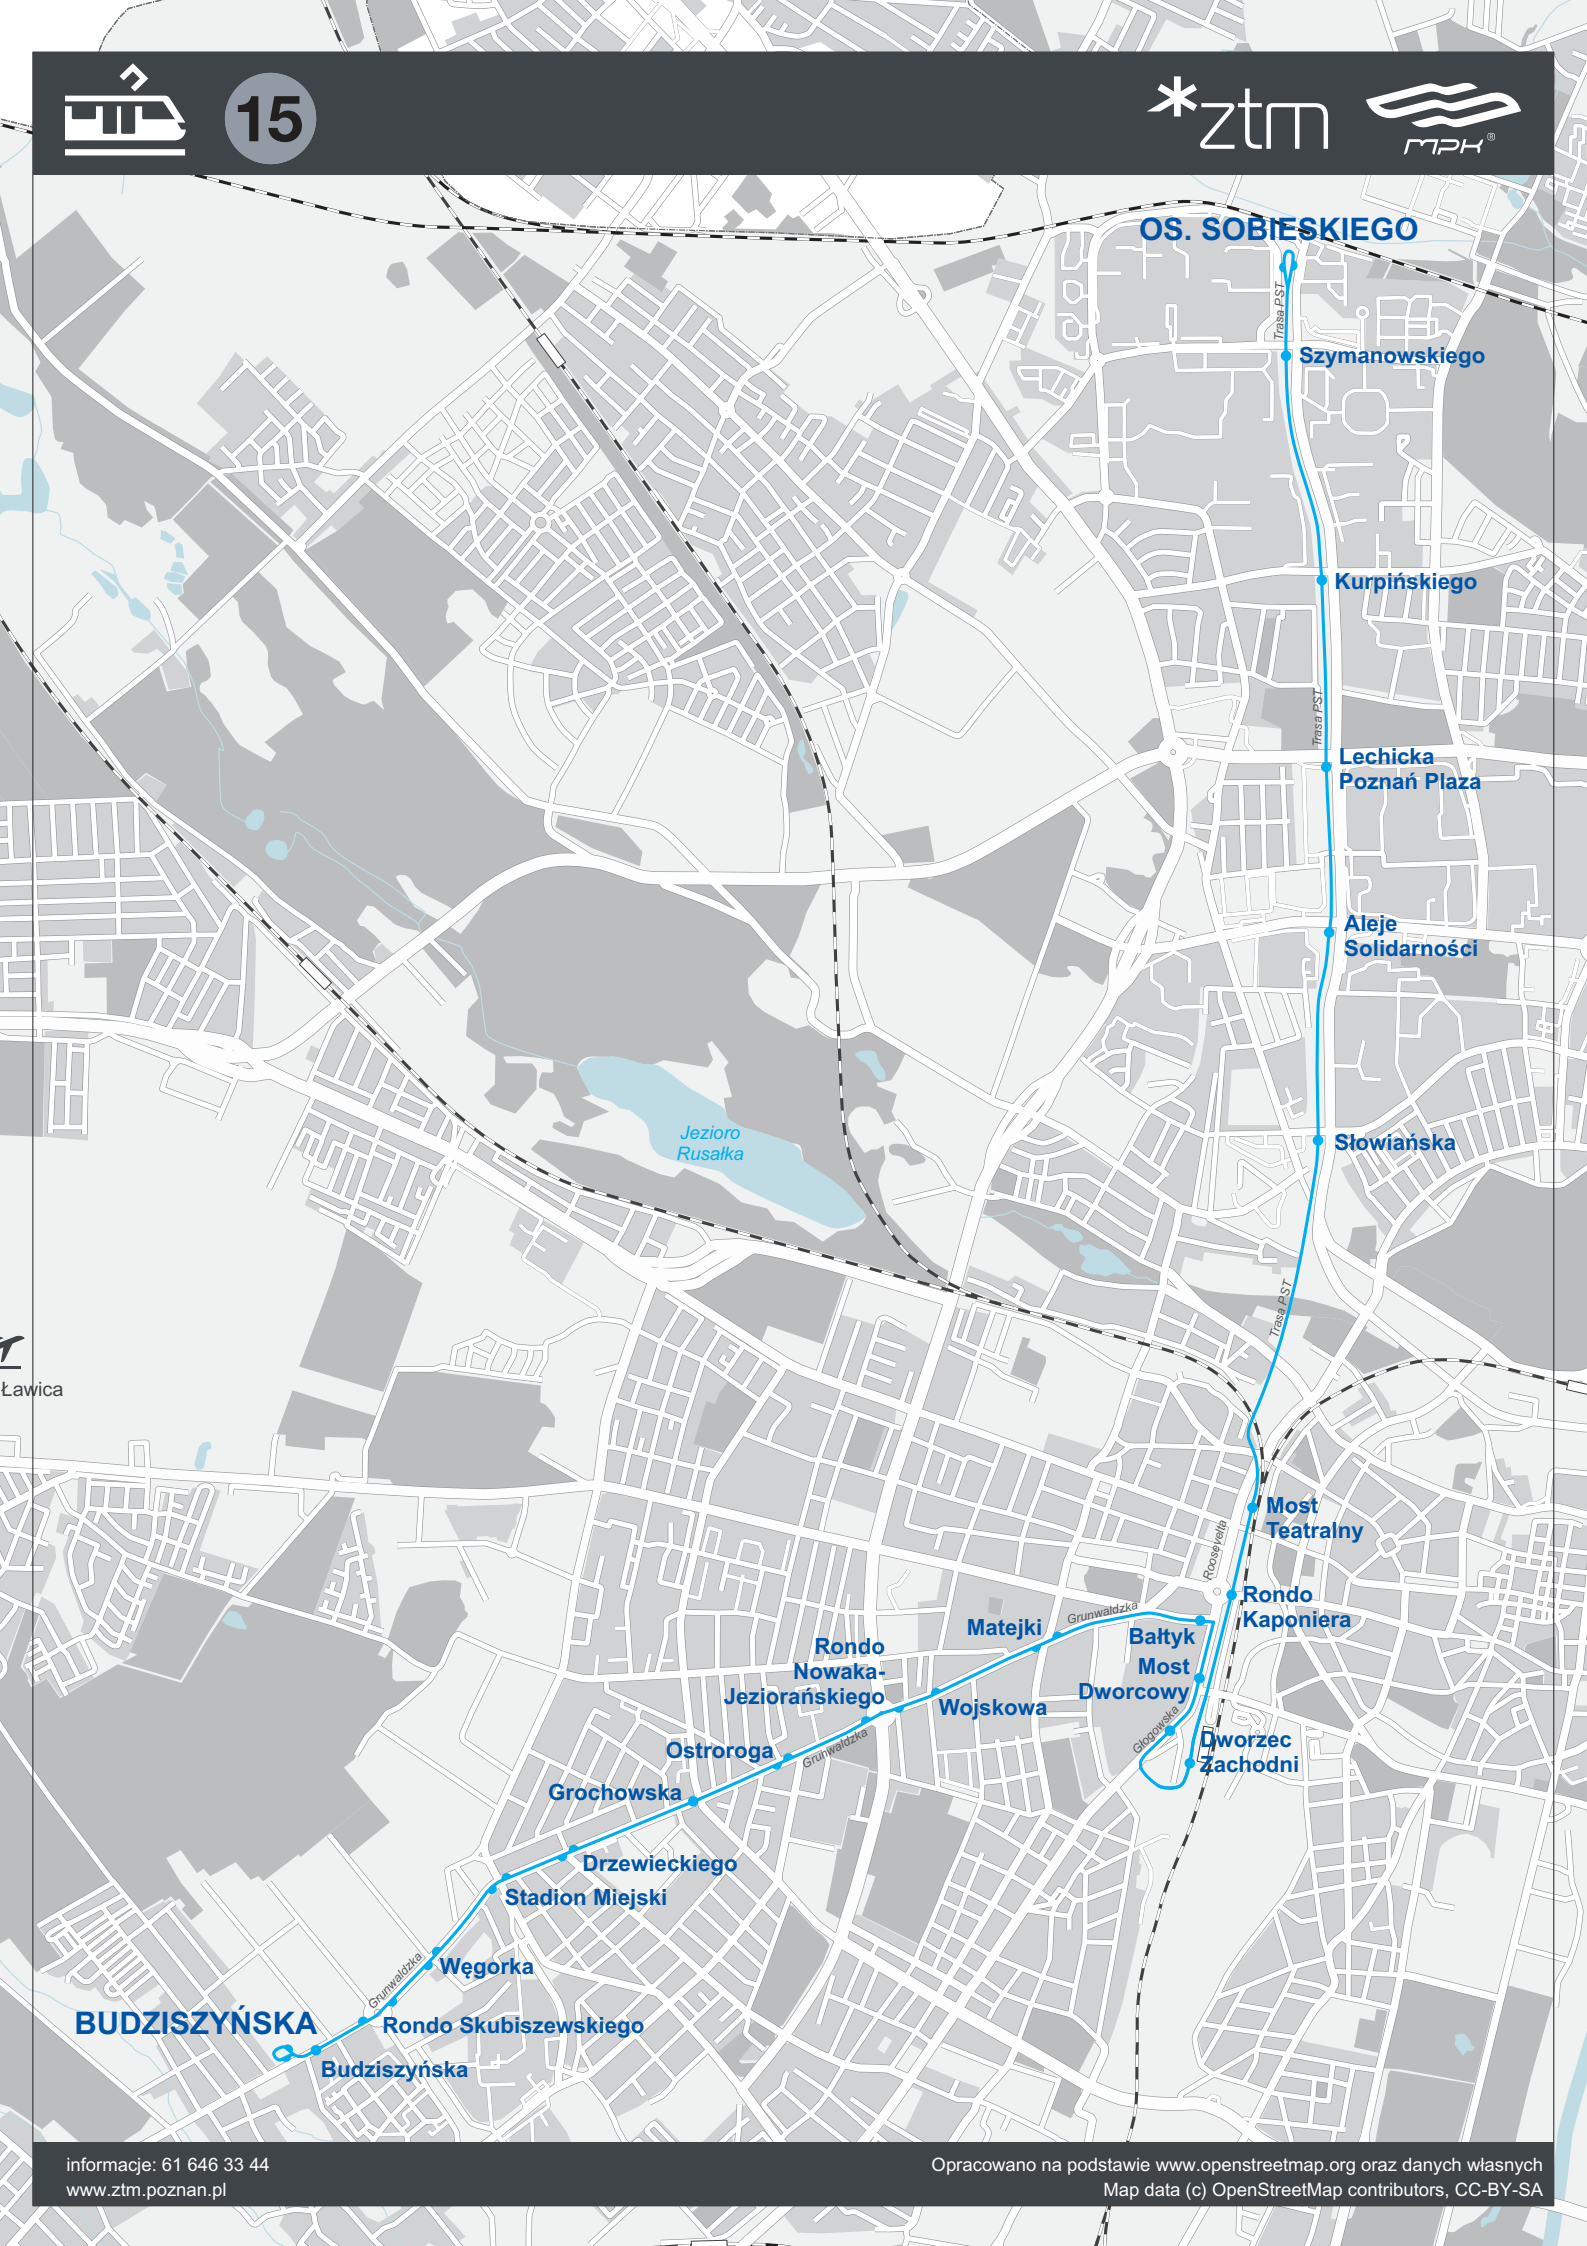 15
*ztm
MPK®
OS. SOBIESKIEGO
Trasa PST
Szymanowskiego
Kurpińskiego
Trasa PST
Lechicka
Poznań Plaza
Aleje
Solidarności
Jezioro
Rusałka
Słowiańska
Trasa PST
Ławica
Most
Teatralny
Roosevelta
Rondo
Kaponiera
Grunwaldzka
Matejki
Bałtyk
Rondo
Nowaka-
Jeziorańskiego
Most
Dworcowy
Wojskowa
Głogowska
Dworzec
Zachodni
Grunwaldzka
Ostroroga
Grochowska
Drzewieckiego
Stadion Miejski
Węgorka
Grunwaldzka
BUDZISZYŃSKA
Rondo Skubiszewskiego
Budziszyńska
informacje: 61 646 33 44
www.ztm.poznan.pl
Opracowano na podstawie www.openstreetmap.org oraz danych własnych
Map data (c) OpenStreetMap contributors, CC-BY-SA